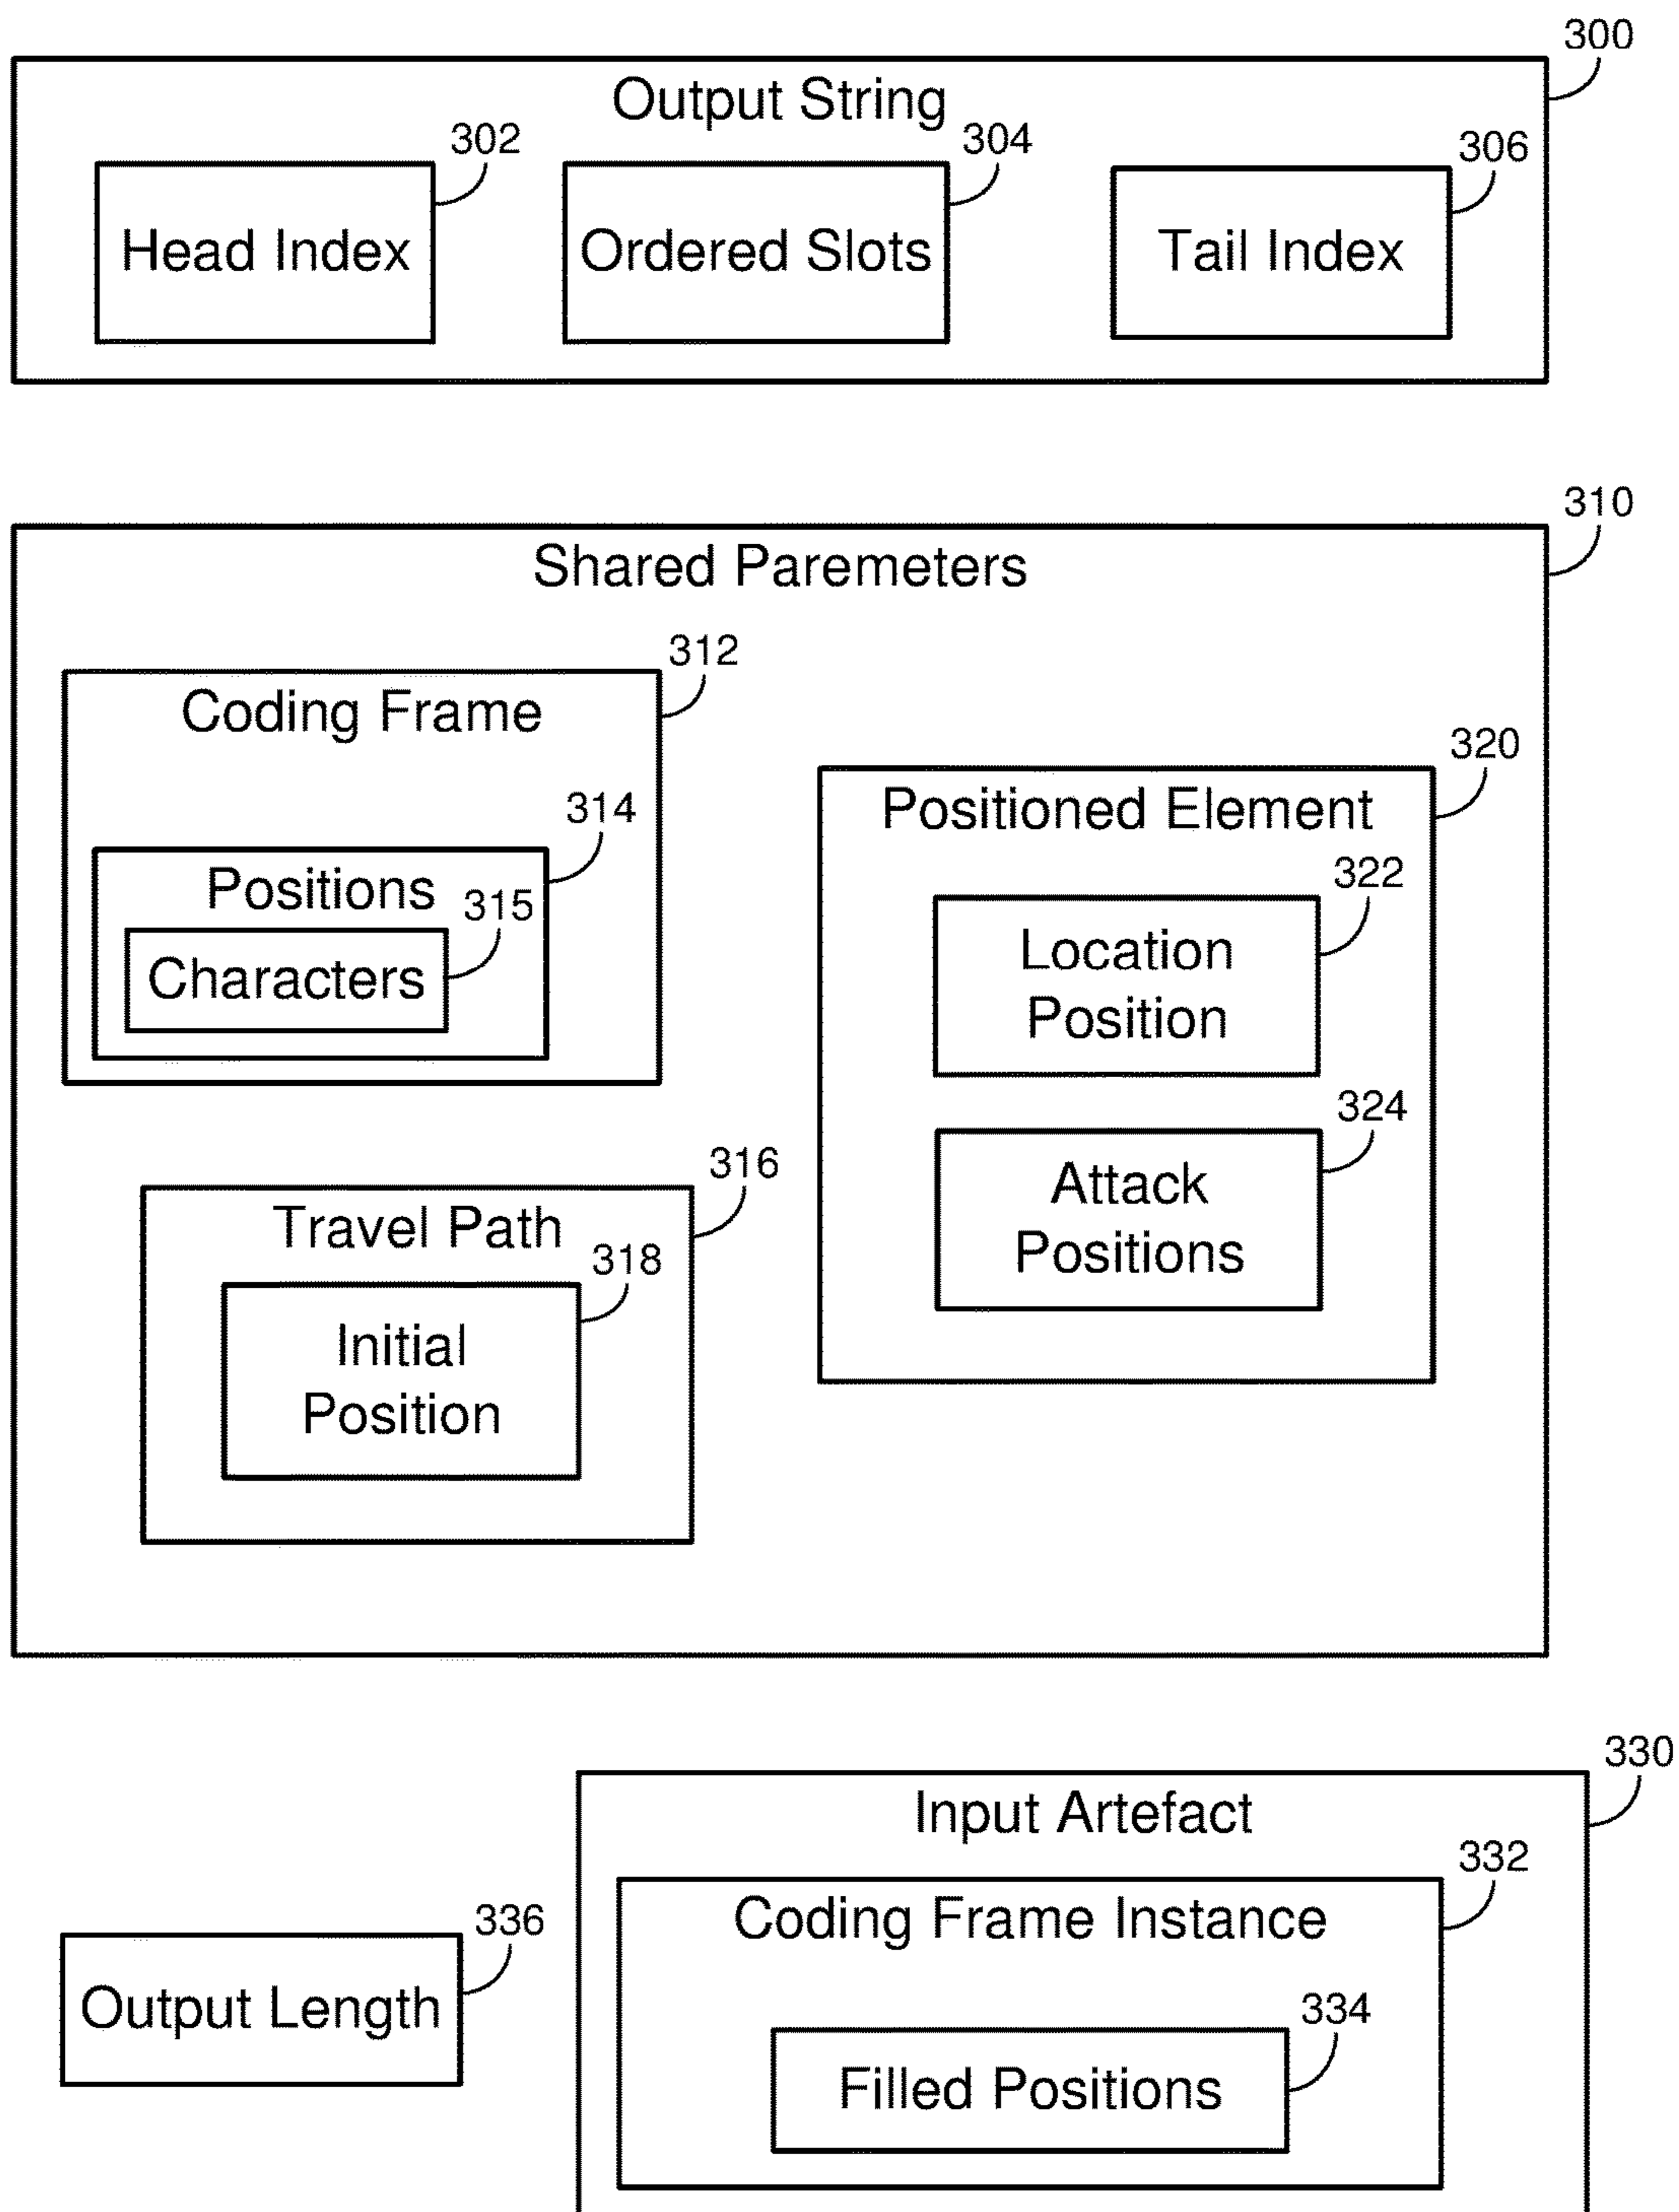 300
Output String
302
304
306
Head Index
Ordered Slots
Tail Index
310
Shared Paremeters
312
Coding Frame
314
Positions
315
Characters
320
Positioned Element
322
Location
Position
324
Attack
Positions
316
Travel Path
318
Initial
Position
330
Input Artefact
332
Coding Frame Instance
334
Filled Positions
336
Output Length